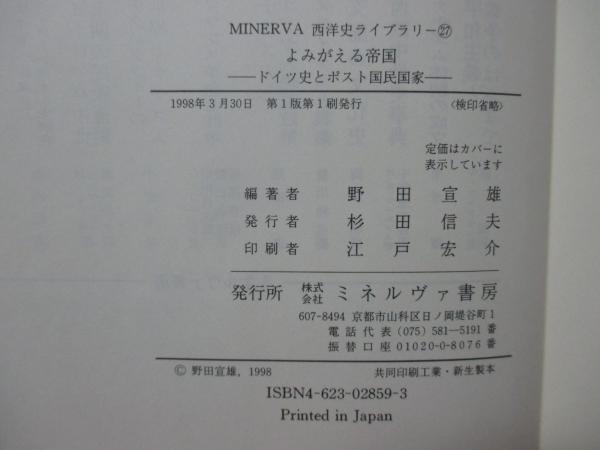 MINERVA 西洋史ライブラリー㉗
よみがえる帝国
――ドイツ史とポスト国民国家――
1998年3月30日 第1版第1刷発行 〈検印省略〉
定価はカバーに
表示しています
編著者 野田宣雄
発行者 杉田信夫
印刷者 江戸宏介
発行所 株式会社 ミネルヴァ書房
607-8494 京都市山科区日ノ岡堤谷町1
電話代表 (075) 581―5191番
振替口座 01020-0-8076番
© 野田宣雄, 1998 共同印刷工業・新生製本
ISBN4-623-02859-3
Printed in Japan